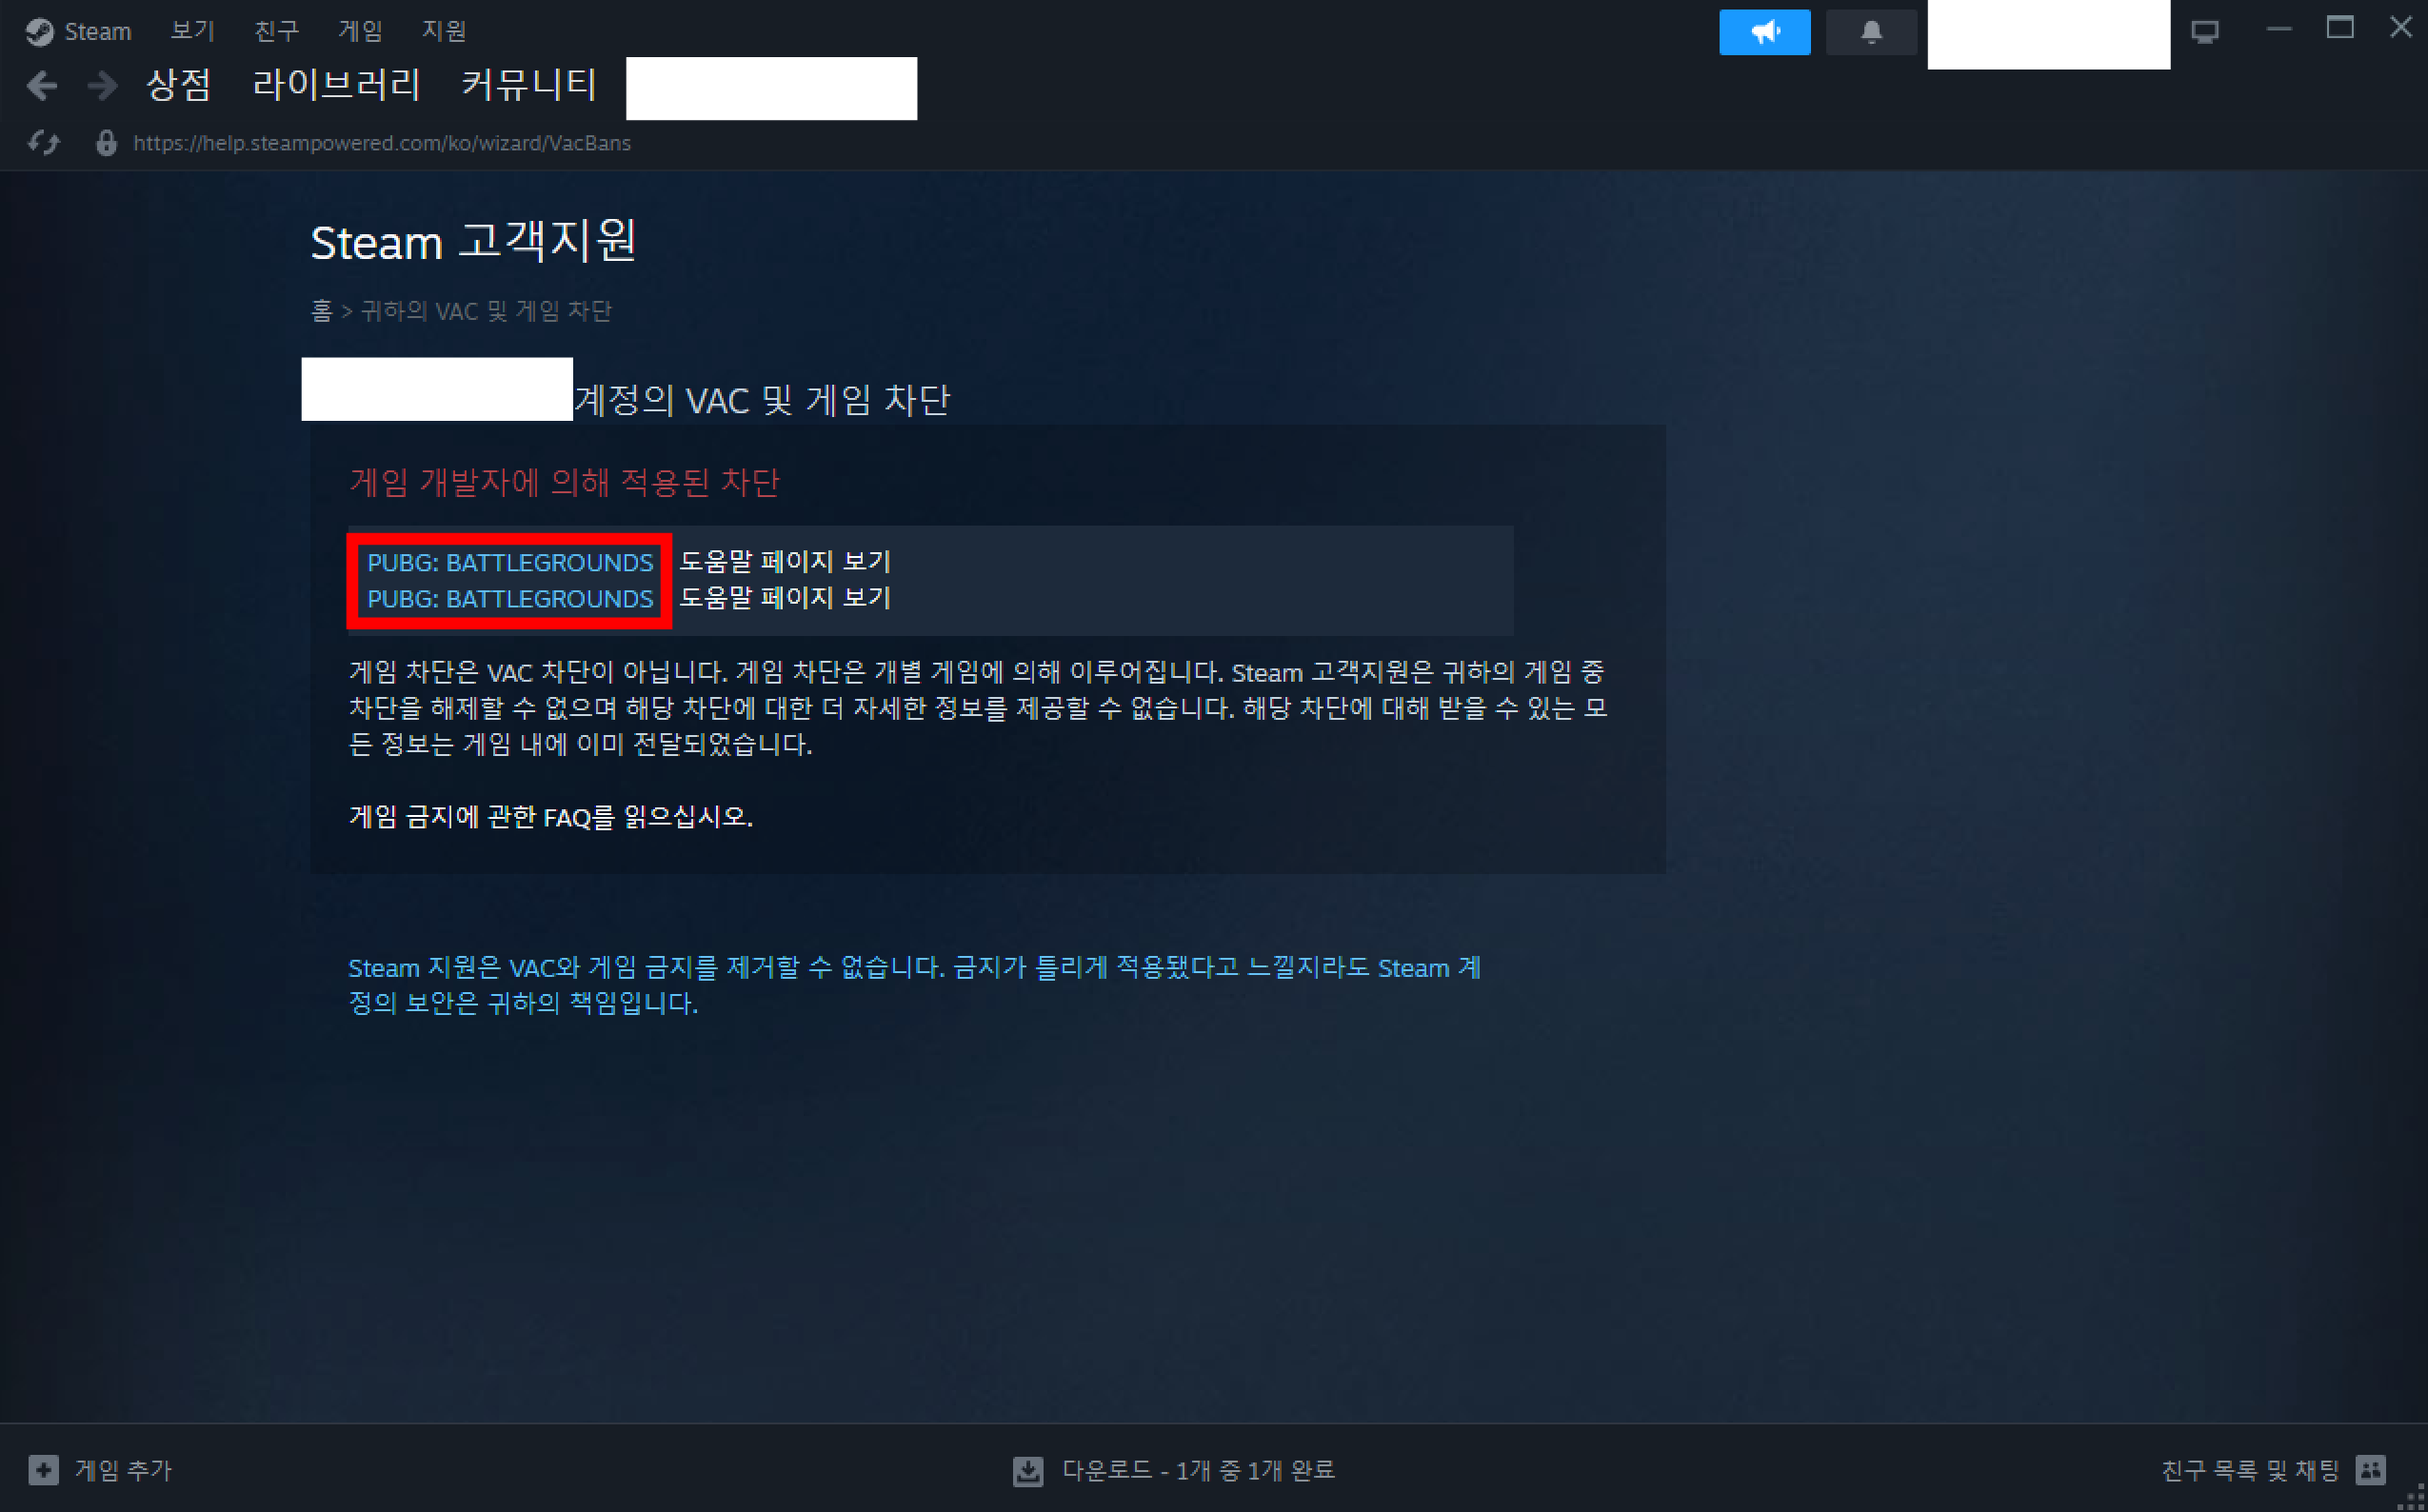 Steam 보기 친구 게임 지원
상점 라이브러리 커뮤니티
https://help.steampowered.com/ko/wizard/VacBans
Steam 고객지원
홈 > 귀하의 VAC 및 게임 차단
계정의 VAC 및 게임 차단
게임 개발자에 의해 적용된 차단
PUBG: BATTLEGROUNDS 도움말 페이지 보기
PUBG: BATTLEGROUNDS 도움말 페이지 보기
게임 차단은 VAC 차단이 아닙니다. 게임 차단은 개별 게임에 의해 이루어집니다. Steam 고객지원은 귀하의 게임 중
차단을 해제할 수 없으며 해당 차단에 대한 더 자세한 정보를 제공할 수 없습니다. 해당 차단에 대해 받을 수 있는 모
든 정보는 게임 내에 이미 전달되었습니다.
게임 금지에 관한 FAQ를 읽으십시오.
Steam 지원은 VAC와 게임 금지를 제거할 수 없습니다. 금지가 틀리게 적용됐다고 느낄지라도 Steam 계
정의 보안은 귀하의 책임입니다.
게임 추가 다운로드 - 1개 중 1개 완료 친구 목록 및 채팅